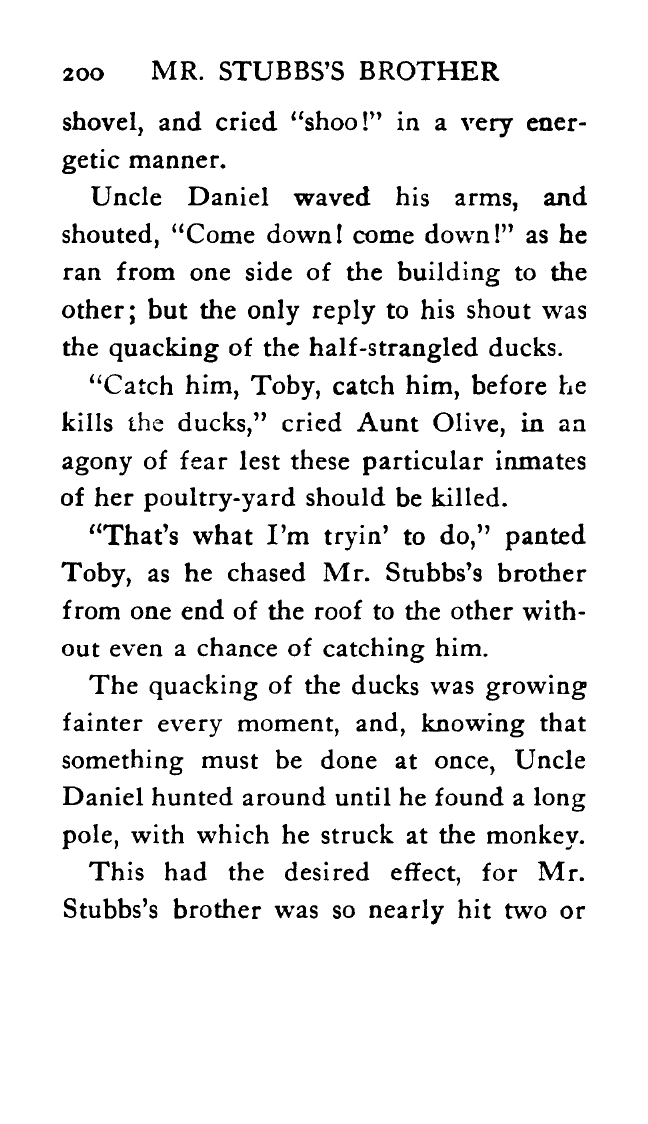 200 MR. STUBBS'S BROTHER
shovel, and cried "shoo!" in a very ener-
getic manner.
Uncle Daniel waved his arms, and
shouted, "Come down! come down!" as he
ran from one side of the building to the
other; but the only reply to his shout was
the quacking of the half-strangled ducks.
"Catch him, Toby, catch him, before he
kills the ducks," cried Aunt Olive, in an
agony of fear lest these particular inmates
of her poultry-yard should be killed.
"That's what I'm tryin' to do," panted
Toby, as he chased Mr. Stubbs's brother
from one end of the roof to the other with-
out even a chance of catching him.
The quacking of the ducks was growing
fainter every moment, and, knowing that
something must be done at once, Uncle
Daniel hunted around until he found a long
pole, with which he struck at the monkey.
This had the desired effect, for Mr.
Stubbs's brother was so nearly hit two or